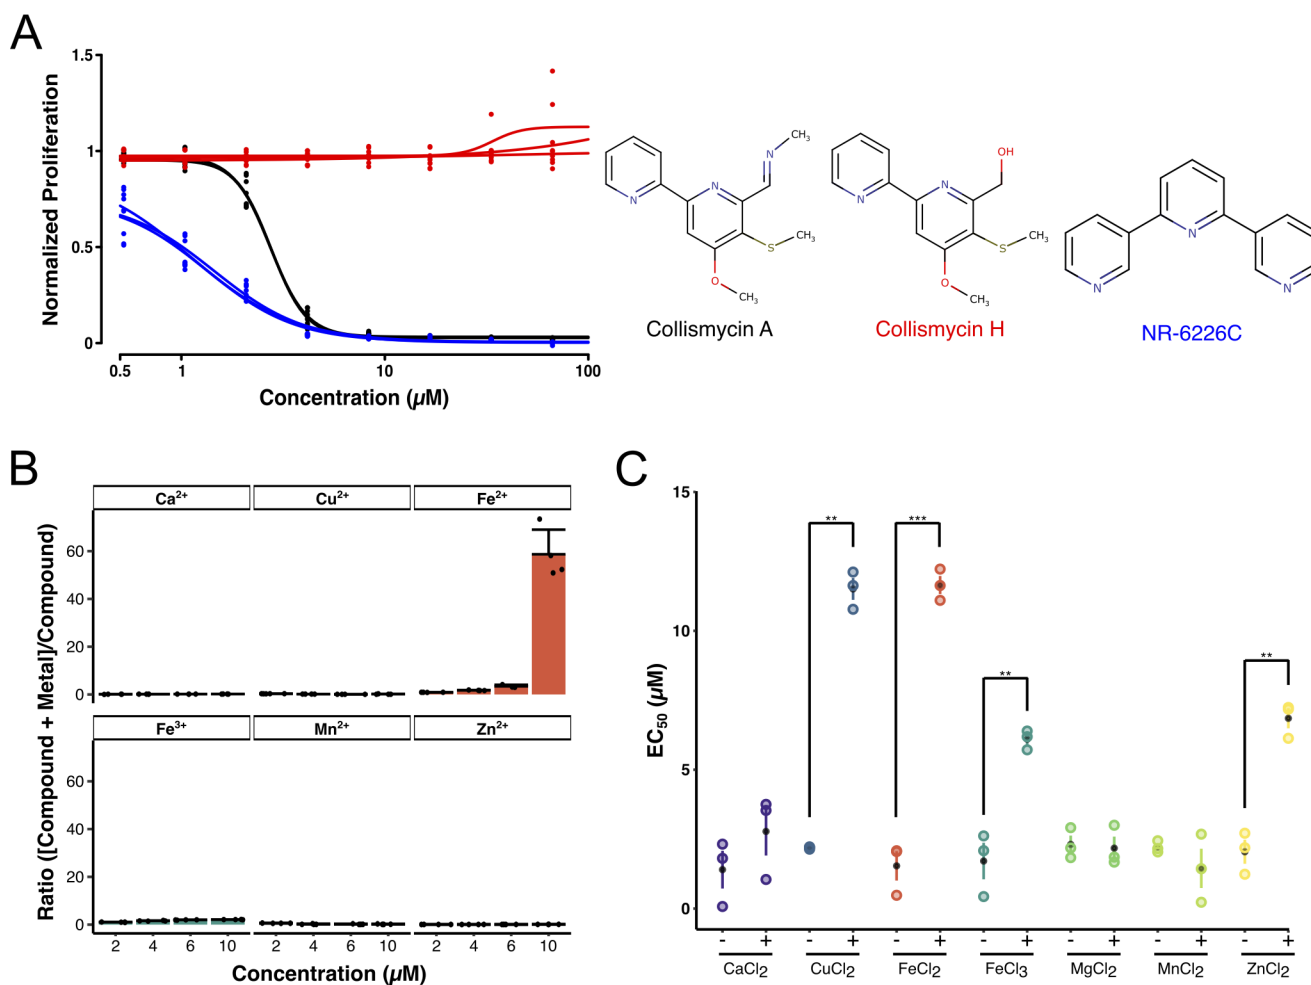 A
1.5
1
0.5
0
Normalized Proliferation
0.5 1 10 100
Concentration (µM)
N N N CH₃ S CH₃ O CH₃
Collismycin A
N N OH S CH₃ O CH₃
Collismycin H
N N N
NR-6226C
B
Ratio ([Compound + Metal]/Compound)
Ca²⁺ Cu²⁺ Fe²⁺
60
40
20
0
Fe³⁺ Mn²⁺ Zn²⁺
60
40
20
0
2 4 6 10 2 4 6 10 2 4 6 10
Concentration (µM)
C
EC₅₀ (µM)
15
10
5
0
** *** ** **
- + - + - + - + - + - + - +
CaCl₂ CuCl₂ FeCl₂ FeCl₃ MgCl₂ MnCl₂ ZnCl₂